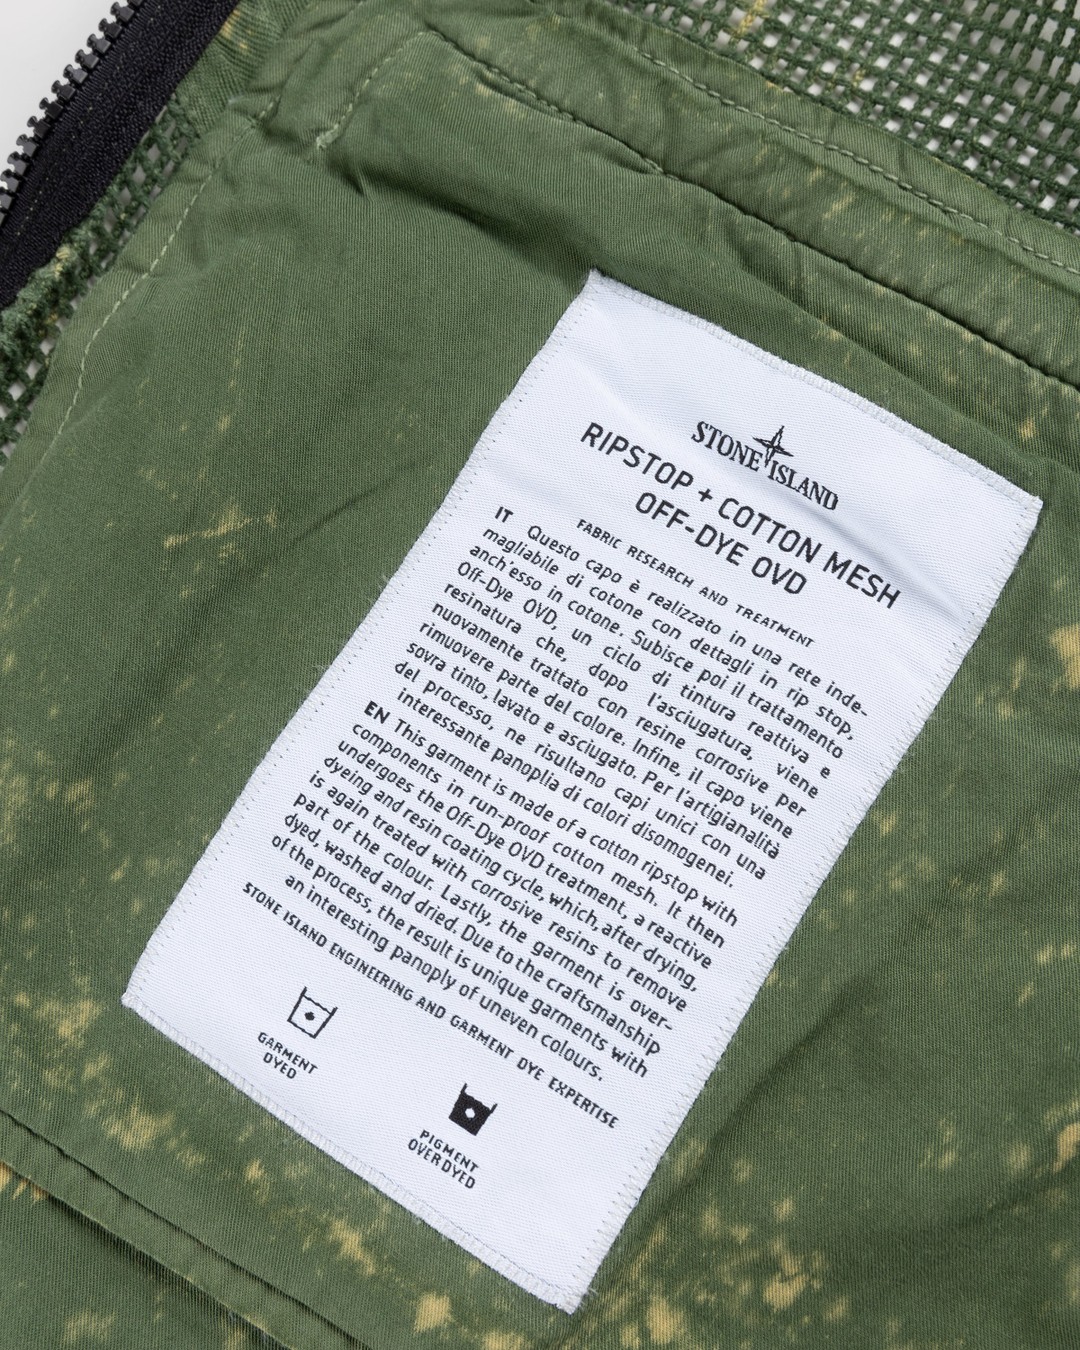 STONE ISLAND
RIPSTOP + COTTON MESH
OFF-DYE OVD
FABRIC RESEARCH AND TREATMENT
IT Questo capo è realizzato in una rete inde-
magliabile di cotone con dettagli in rip stop,
anch'esso in cotone. Subisce poi il trattamento
Off-Dye OVD, un ciclo di tintura reattiva e
resinatura che, dopo l'asciugatura, viene
nuovamente trattato con resine corrosive per
rimuovere parte del colore. Infine, il capo viene
sovra tinto, lavato e asciugato. Per l'artigianalità
del processo, ne risultano capi unici con una
interessante panoplia di colori disomogenei.
EN This garment is made of a cotton ripstop with
components in run-proof cotton mesh. It then
undergoes the Off-Dye OVD treatment, a reactive
dyeing and resin coating cycle, which, after drying,
is again treated with corrosive resins to remove
part of the colour. Lastly, the garment is over-
dyed, washed and dried. Due to the craftsmanship
of the process, the result is unique garments with
an interesting panoply of uneven colours.
STONE ISLAND ENGINEERING AND GARMENT DYE EXPERTISE
GARMENT
DYED
PIGMENT
OVERDYED